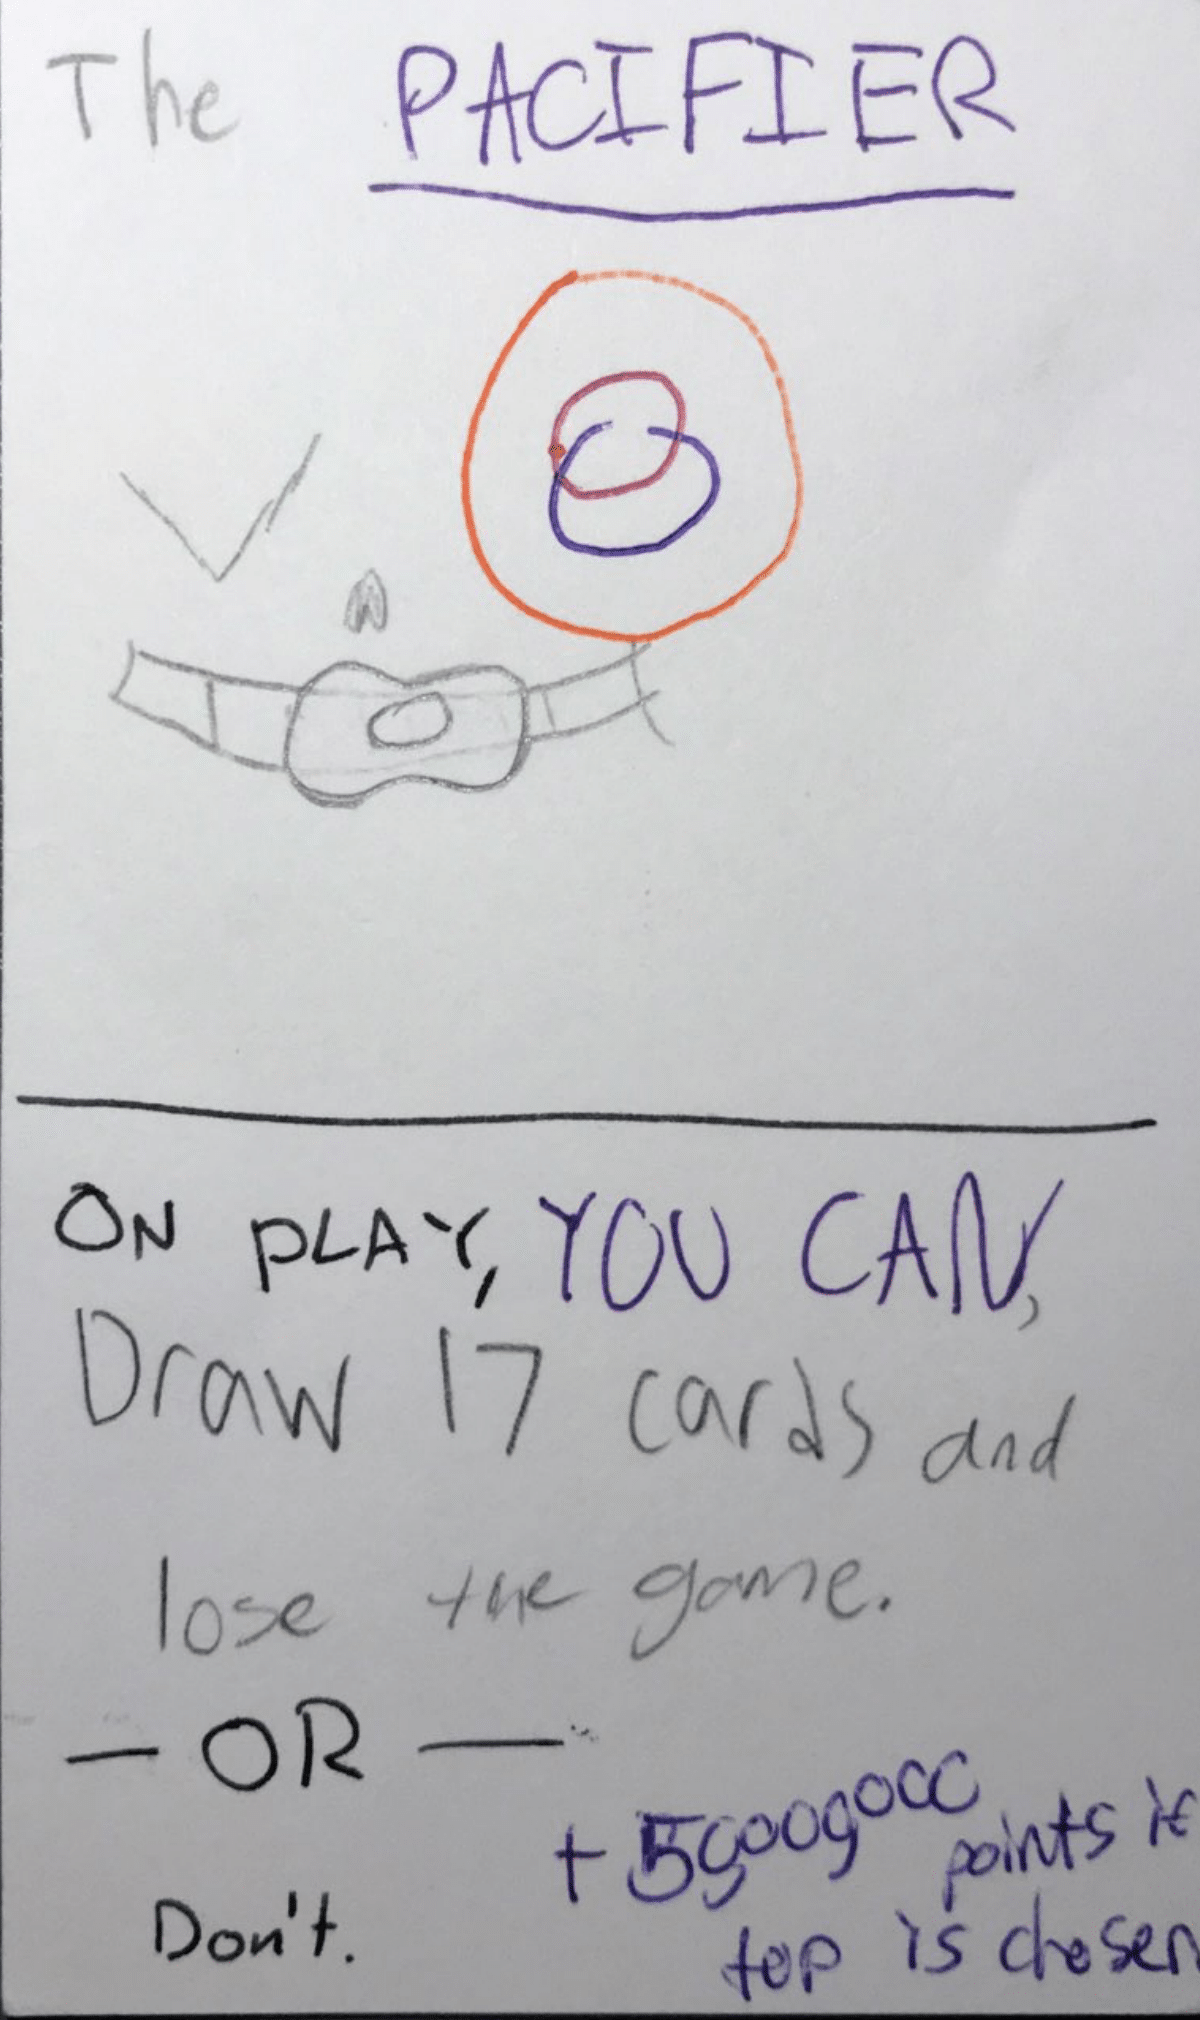 The PACIFIER
ON PLAY, YOU CAN,
Draw 17 cards and
lose the game.
— OR —
Don't.
points if
top is chosen